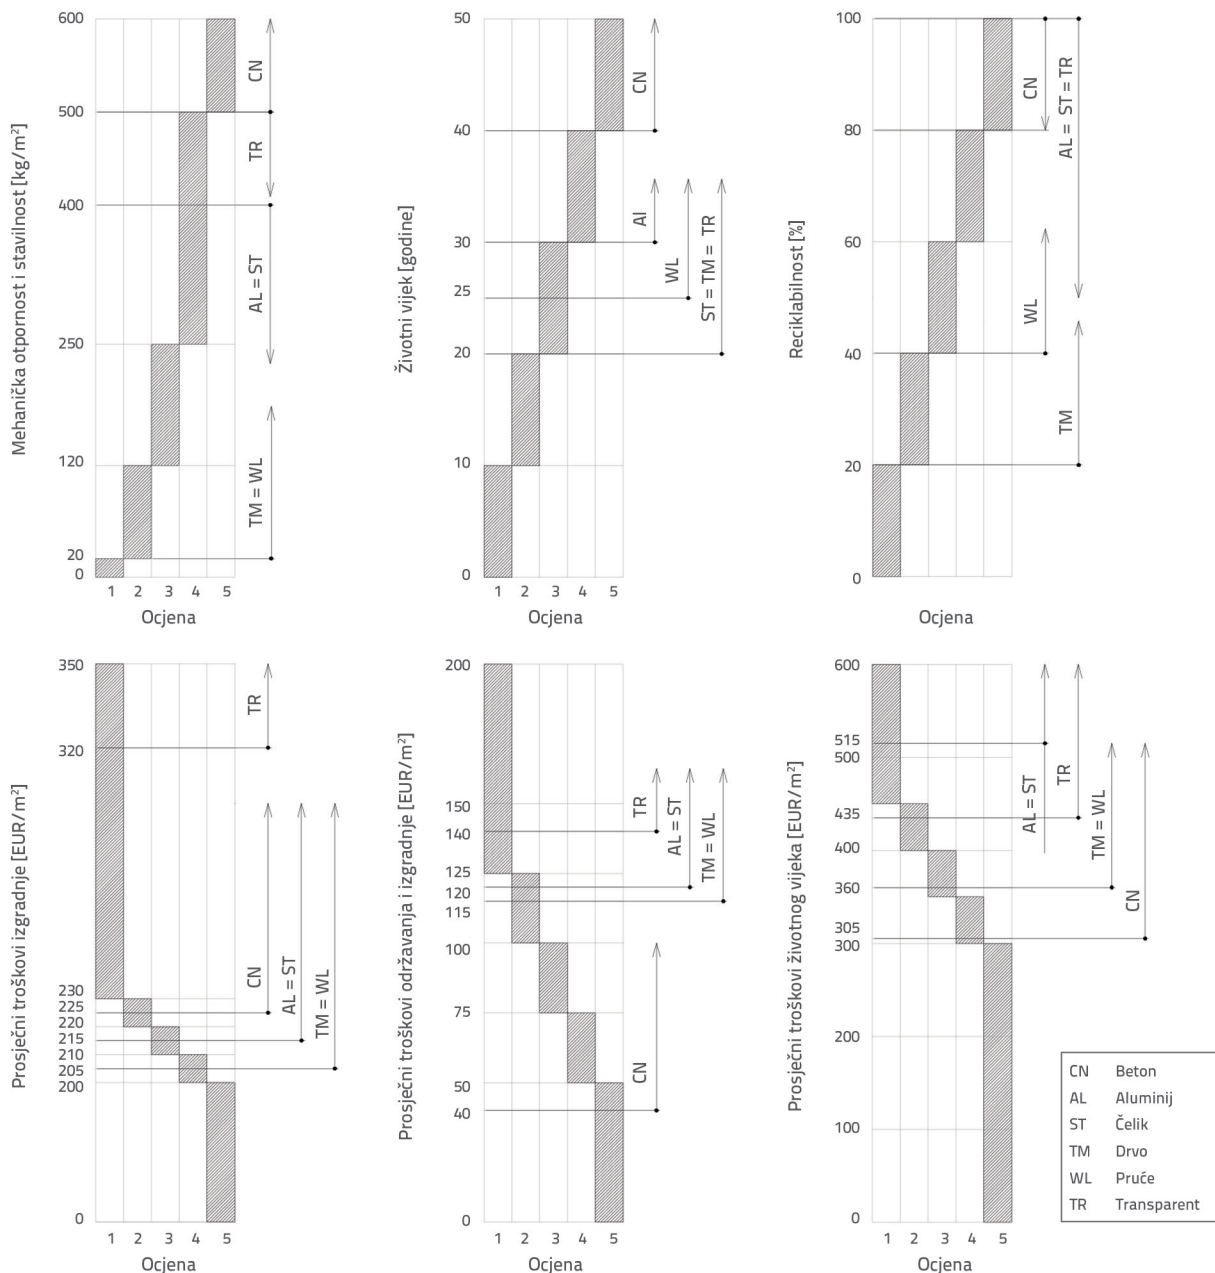 Mehanička otpornost i stavilnost [kg/m²]
600
500
400
250
120
20
0
CN
TR
AL = ST
TM = WL
1 2 3 4 5
Ocjena
Životni vijek [godine]
50
40
30
25
20
10
0
CN
Al
WL
ST = TM = TR
1 2 3 4 5
Ocjena
Reciklabilnost [%]
100
80
60
40
20
0
CN
AL = ST = TR
WL
TM
Ocjena
Prosječni troškovi izgradnje [EUR/m²]
350
320
230
225
220
215
210
205
200
0
TR
CN
AL = ST
TM = WL
1 2 3 4 5
Ocjena
Prosječni troškovi održavanja i izgradnje [EUR/m²]
200
150
140
125
120
115
100
75
50
40
0
TR
AL = ST
TM = WL
CN
1 2 3 4 5
Ocjena
Prosječni troškovi životnog vijeka [EUR/m²]
600
515
500
435
400
360
305
300
200
100
0
AL = ST
TR
TM = WL
CN
1 2 3 4 5
Ocjena
CN Beton
AL Aluminij
ST Čelik
TM Drvo
WL Pruće
TR Transparent